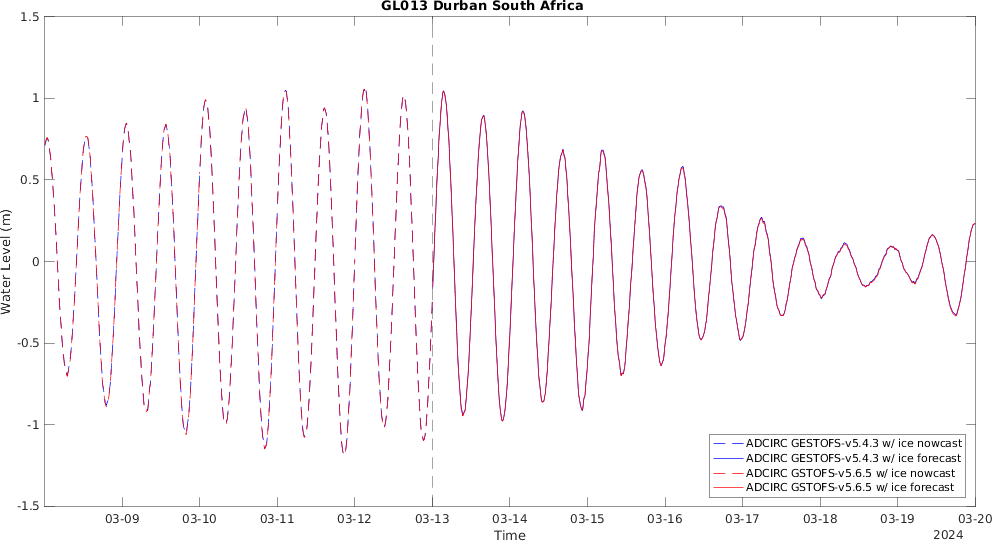 GL013 Durban South Africa
Water Level (m)
1.5
1
0.5
0
-0.5
-1
-1.5
ADCIRC GESTOFS-v5.4.3 w/ ice nowcast
ADCIRC GESTOFS-v5.4.3 w/ ice forecast
ADCIRC GSTOFS-v5.6.5 w/ ice nowcast
ADCIRC GSTOFS-v5.6.5 w/ ice forecast
03-09 03-10 03-11 03-12 03-13 03-14 03-15 03-16 03-17 03-18 03-19 03-20
Time
2024